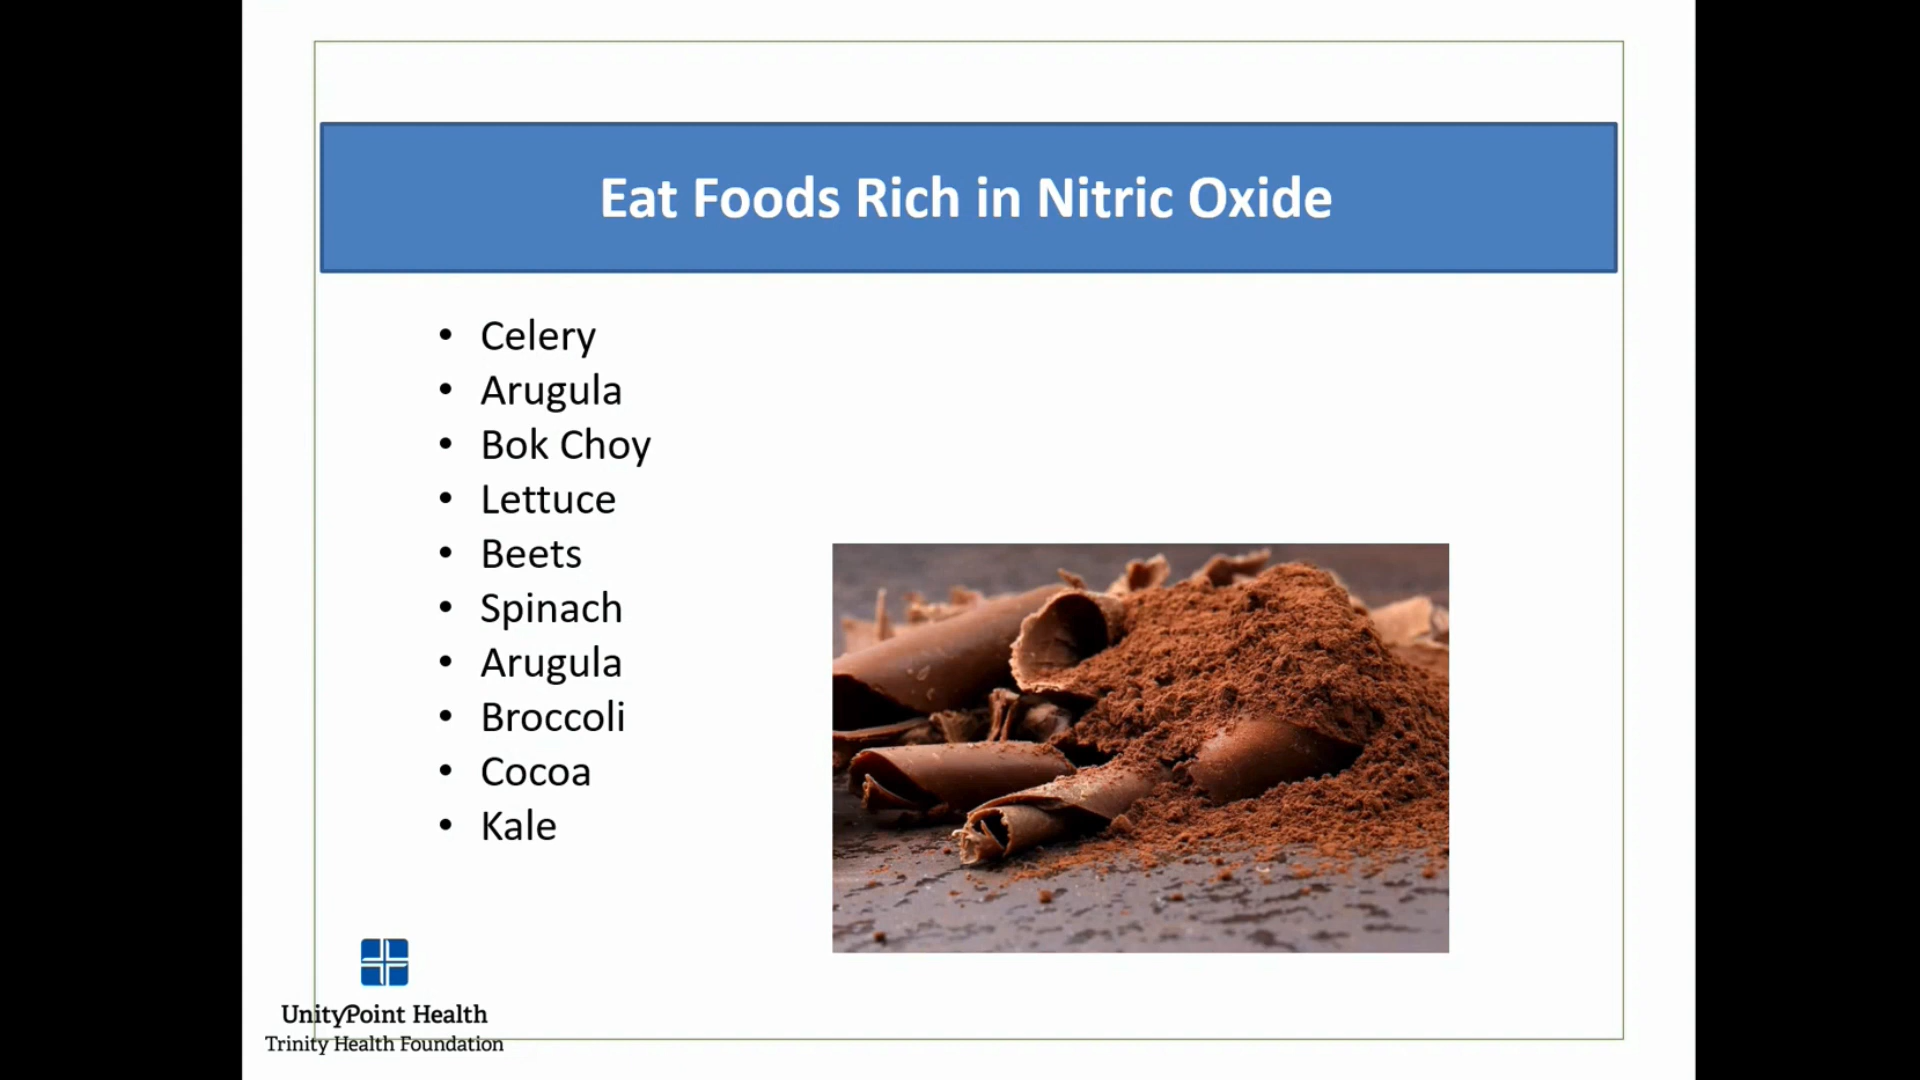 Eat Foods Rich in Nitric Oxide
• Celery
• Arugula
• Bok Choy
• Lettuce
• Beets
• Spinach
• Arugula
• Broccoli
• Cocoa
• Kale
UnityPoint Health
Trinity Health Foundation